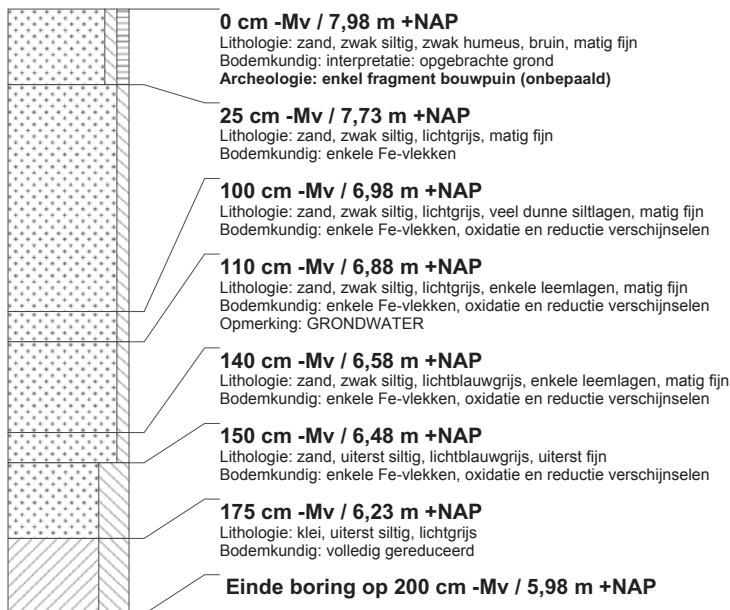 0 cm -Mv / 7,98 m +NAP
Lithologie: zand, zwak siltig, zwak humeus, bruin, matig fijn
Bodemkundig: interpretatie: opgebrachte grond
Archeologie: enkel fragment bouwpuin (onbepaald)
25 cm -Mv / 7,73 m +NAP
Lithologie: zand, zwak siltig, lichtgrijs, matig fijn
Bodemkundig: enkele Fe-vlekken
100 cm -Mv / 6,98 m +NAP
Lithologie: zand, zwak siltig, lichtgrijs, veel dunne siltlagen, matig fijn
Bodemkundig: enkele Fe-vlekken, oxidatie en reductie verschijnselen
110 cm -Mv / 6,88 m +NAP
Lithologie: zand, zwak siltig, lichtgrijs, enkele leemlagen, matig fijn
Bodemkundig: enkele Fe-vlekken, oxidatie en reductie verschijnselen
Opmerking: GRONDWATER
140 cm -Mv / 6,58 m +NAP
Lithologie: zand, zwak siltig, lichtblauwgrijs, enkele leemlagen, matig fijn
Bodemkundig: enkele Fe-vlekken, oxidatie en reductie verschijnselen
150 cm -Mv / 6,48 m +NAP
Lithologie: zand, uiterst siltig, lichtblauwgrijs, uiterst fijn
Bodemkundig: enkele Fe-vlekken, oxidatie en reductie verschijnselen
175 cm -Mv / 6,23 m +NAP
Lithologie: klei, uiterst siltig, lichtgrijs
Bodemkundig: volledig gereduceerd
Einde boring op 200 cm -Mv / 5,98 m +NAP